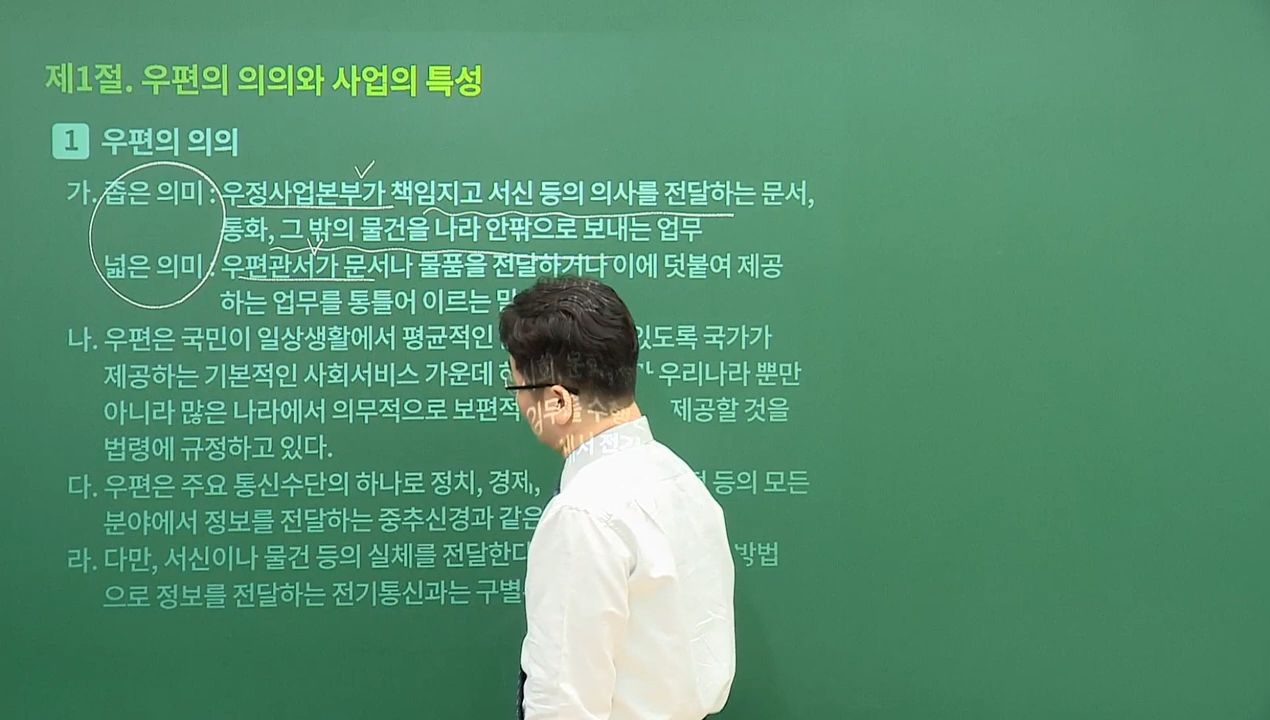 제1절. 우편의 의의와 사업의 특성
1 우편의 의의
가. 좁은 의미 : 우정사업본부가 책임지고 서신 등의 의사를 전달하는 문서,
통화, 그 밖의 물건을 나라 안팎으로 보내는 업무
넓은 의미 : 우편관서가 문서나 물품을 전달하거나 이에 덧붙여 제공
하는 업무를 통틀어 이르는
나. 우편은 국민이 일상생활에서 평균적인 있도록 국가가
제공하는 기본적인 사회서비스 가운데 우리나라 뿐만
아니라 많은 나라에서 의무적으로 제공할 것을
법령에 규정하고 있다.
다. 우편은 주요 통신수단의 하나로 정치, 경제, 등의 모든
분야에서 정보를 전달하는 중추신경과 같은
라. 다만, 서신이나 물건 등의 실체를 방법
으로 정보를 전달하는 전기통신과는